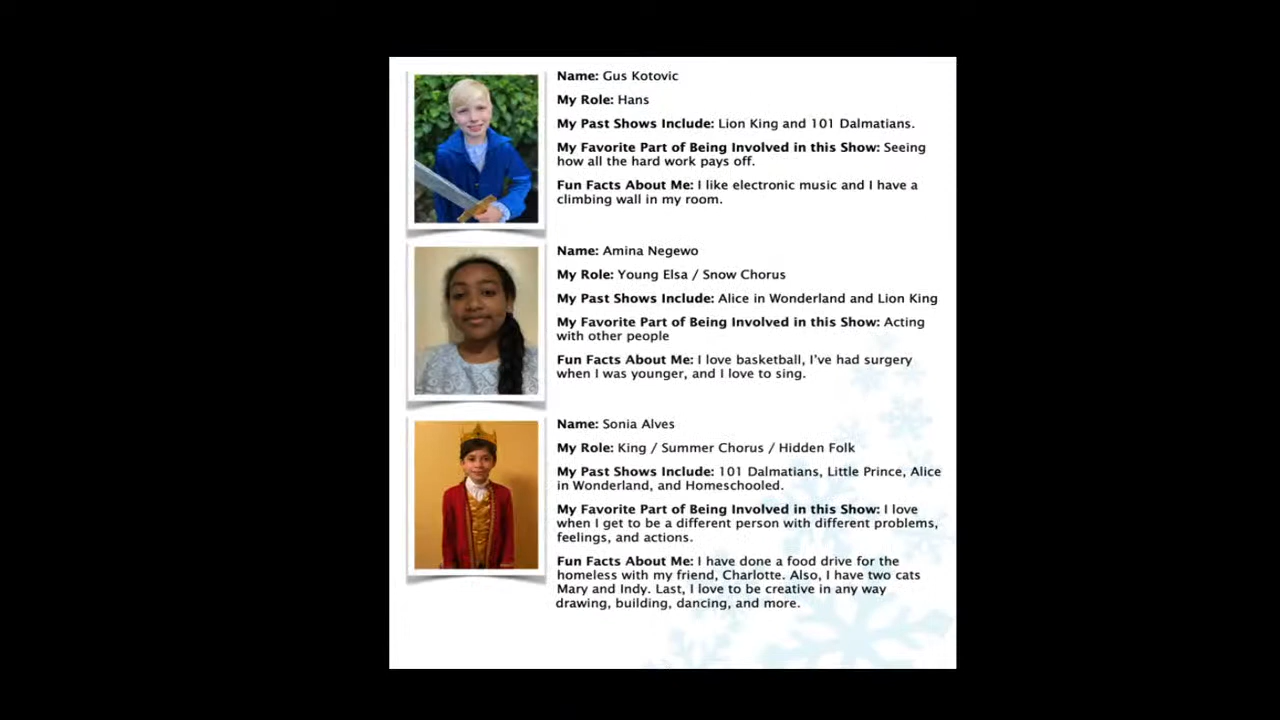 Name: Gus Kotovic
My Role: Hans
My Past Shows Include: Lion King and 101 Dalmatians.
My Favorite Part of Being Involved in this Show: Seeing
how all the hard work pays off.
Fun Facts About Me: I like electronic music and I have a
climbing wall in my room.
Name: Amina Negewo
My Role: Young Elsa / Snow Chorus
My Past Shows Include: Alice in Wonderland and Lion King
My Favorite Part of Being Involved in this Show: Acting
with other people
Fun Facts About Me: I love basketball, I’ve had surgery
when I was younger, and I love to sing.
Name: Sonia Alves
My Role: King / Summer Chorus / Hidden Folk
My Past Shows Include: 101 Dalmatians, Little Prince, Alice
in Wonderland, and Homeschooled.
My Favorite Part of Being Involved in this Show: I love
when I get to be a different person with different problems,
feelings, and actions.
Fun Facts About Me: I have done a food drive for the
homeless with my friend, Charlotte. Also, I have two cats
Mary and Indy. Last, I love to be creative in any way
drawing, building, dancing, and more.